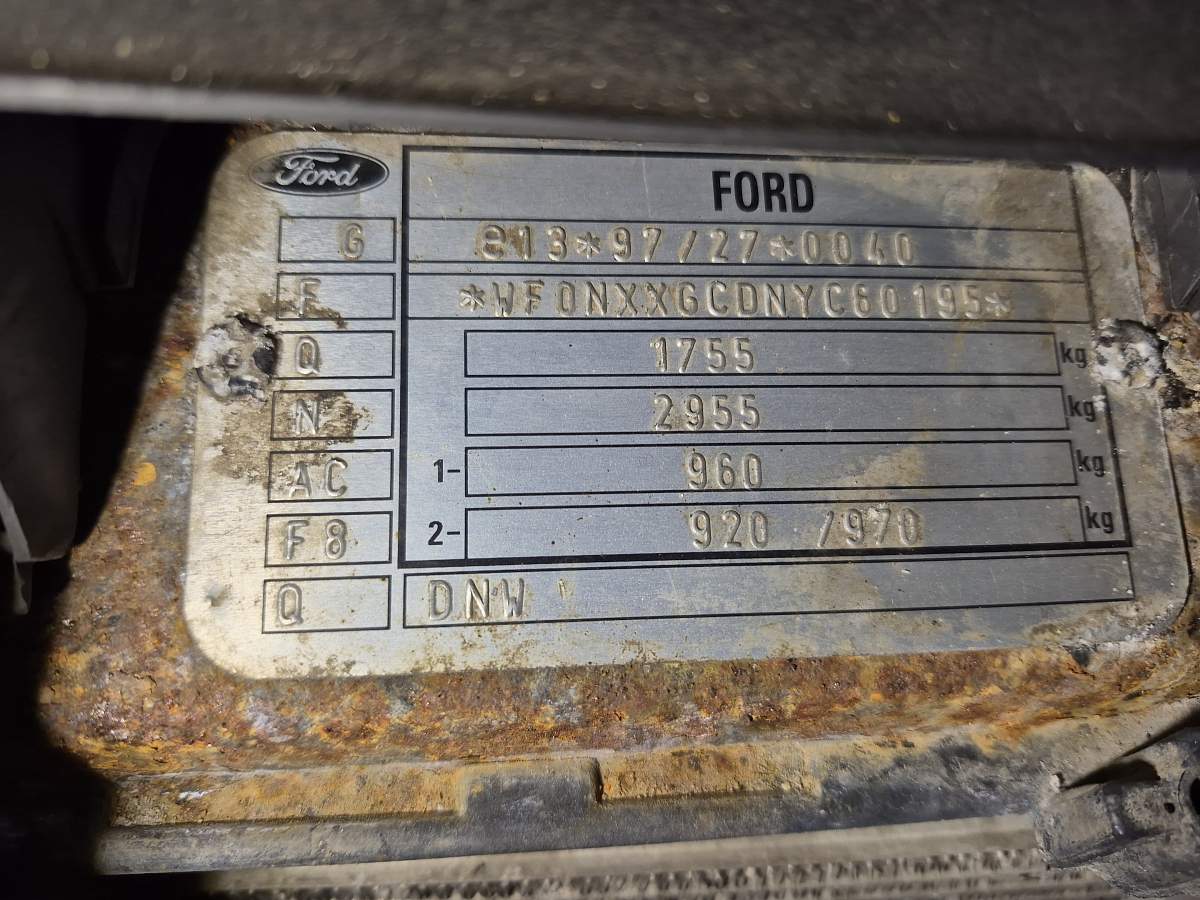 Ford
FORD
G e13*97/27*0040
F *WF0NXXGCDNYC60195*
Q 1755 kg
N 2955 kg
AC 1- 960 kg
F8 2- 920 /970 kg
Q DNW